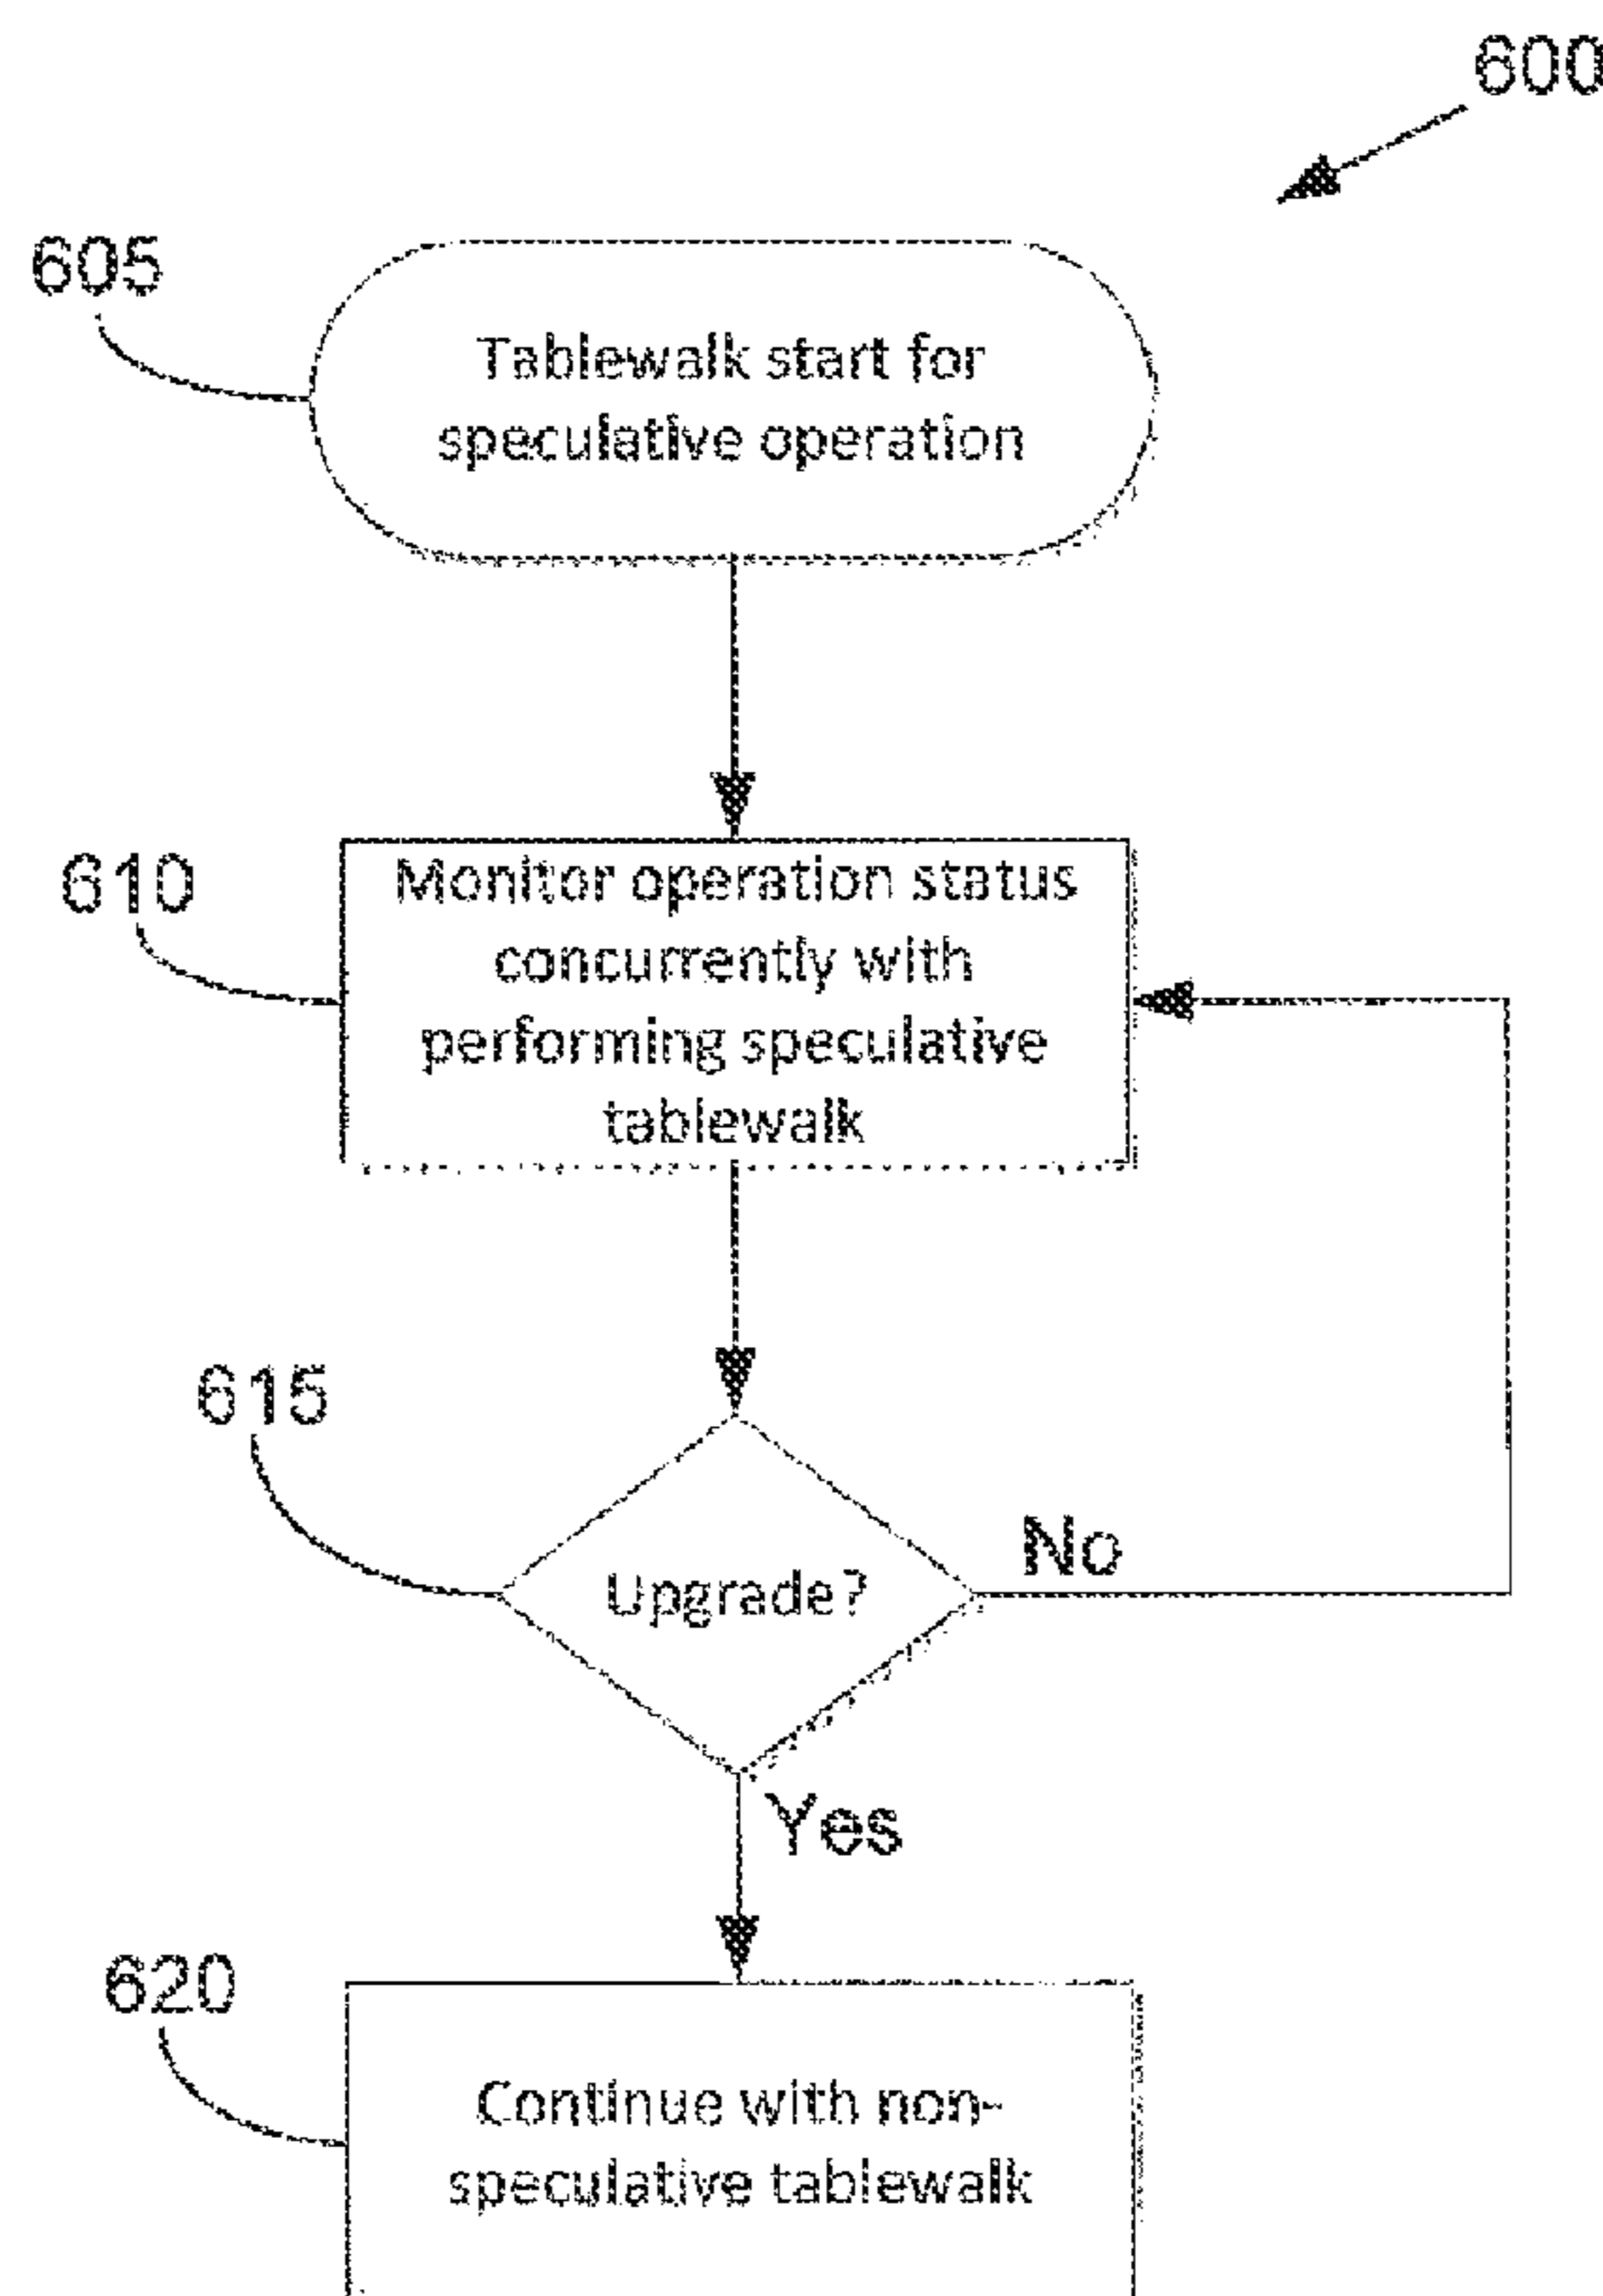 600
605
Tablewalk start for
speculative operation
610
Monitor operation status
concurrently with
performing speculative
tablewalk
615
Upgrade?
No
Yes
620
Continue with non-
speculative tablewalk